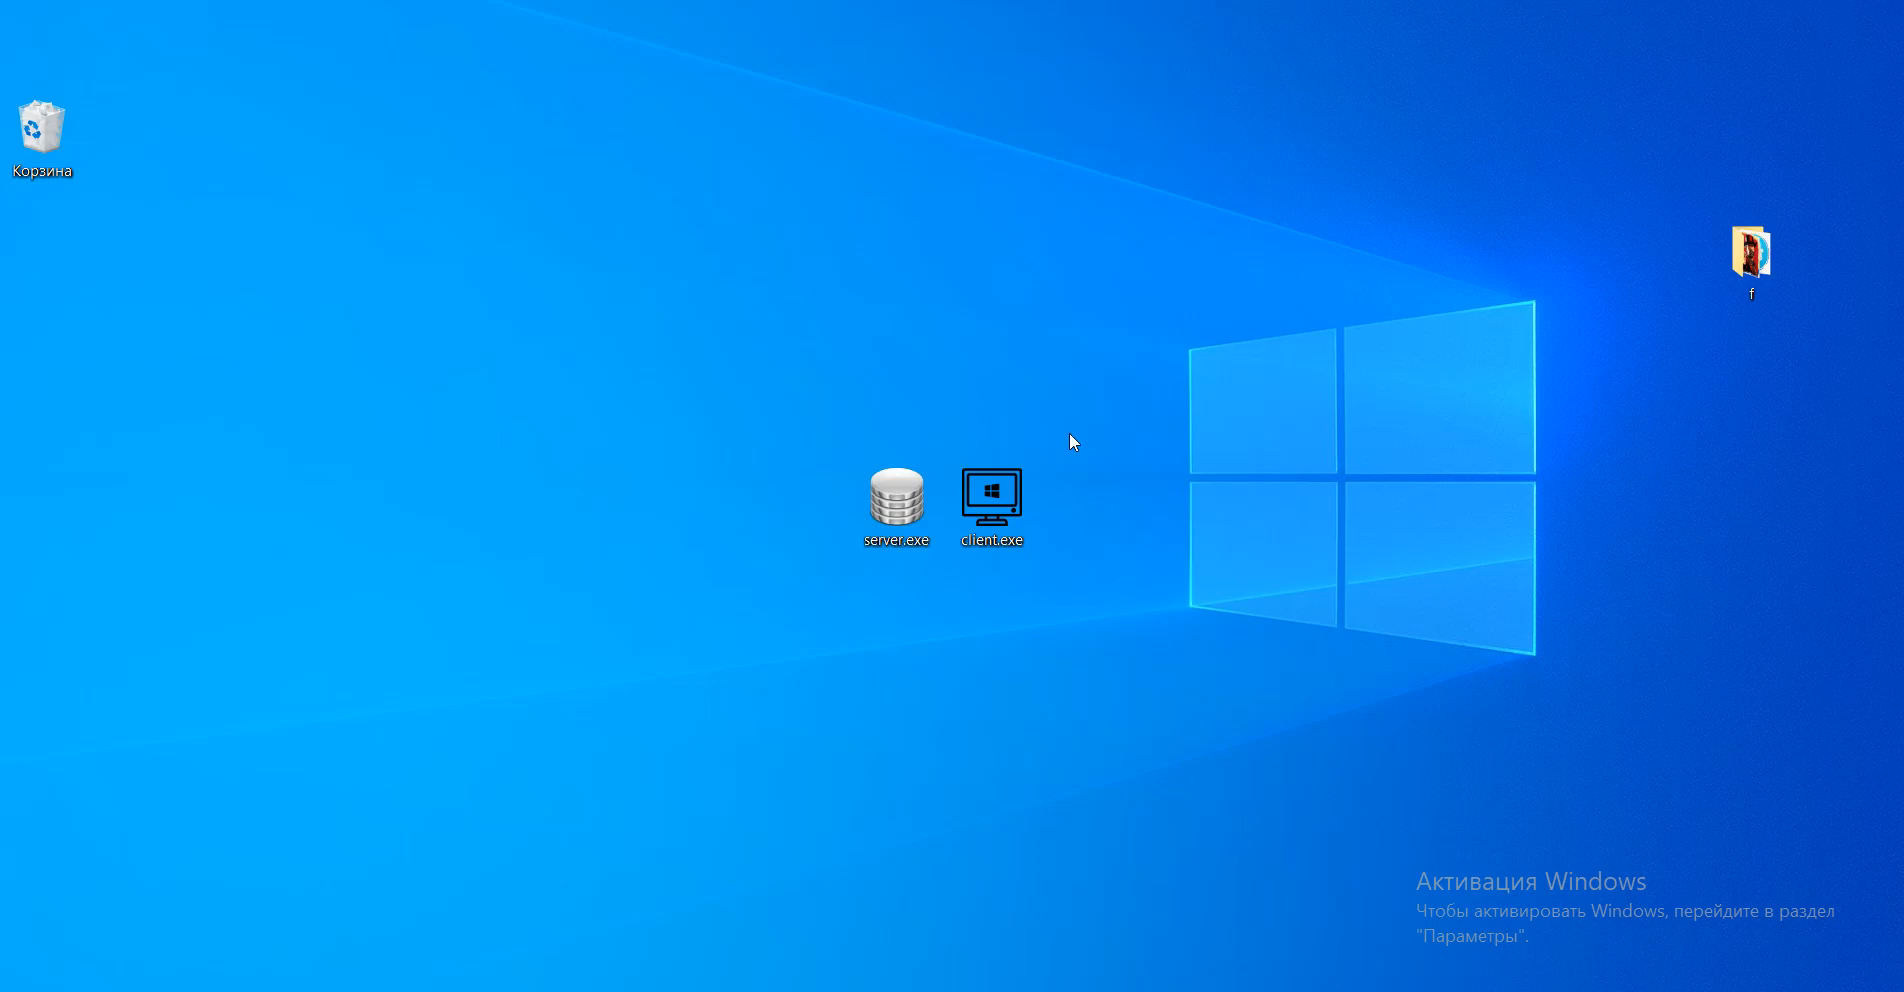 Корзина
f
server.exe
client.exe
Активация Windows
Чтобы активировать Windows, перейдите в раздел
"Параметры".